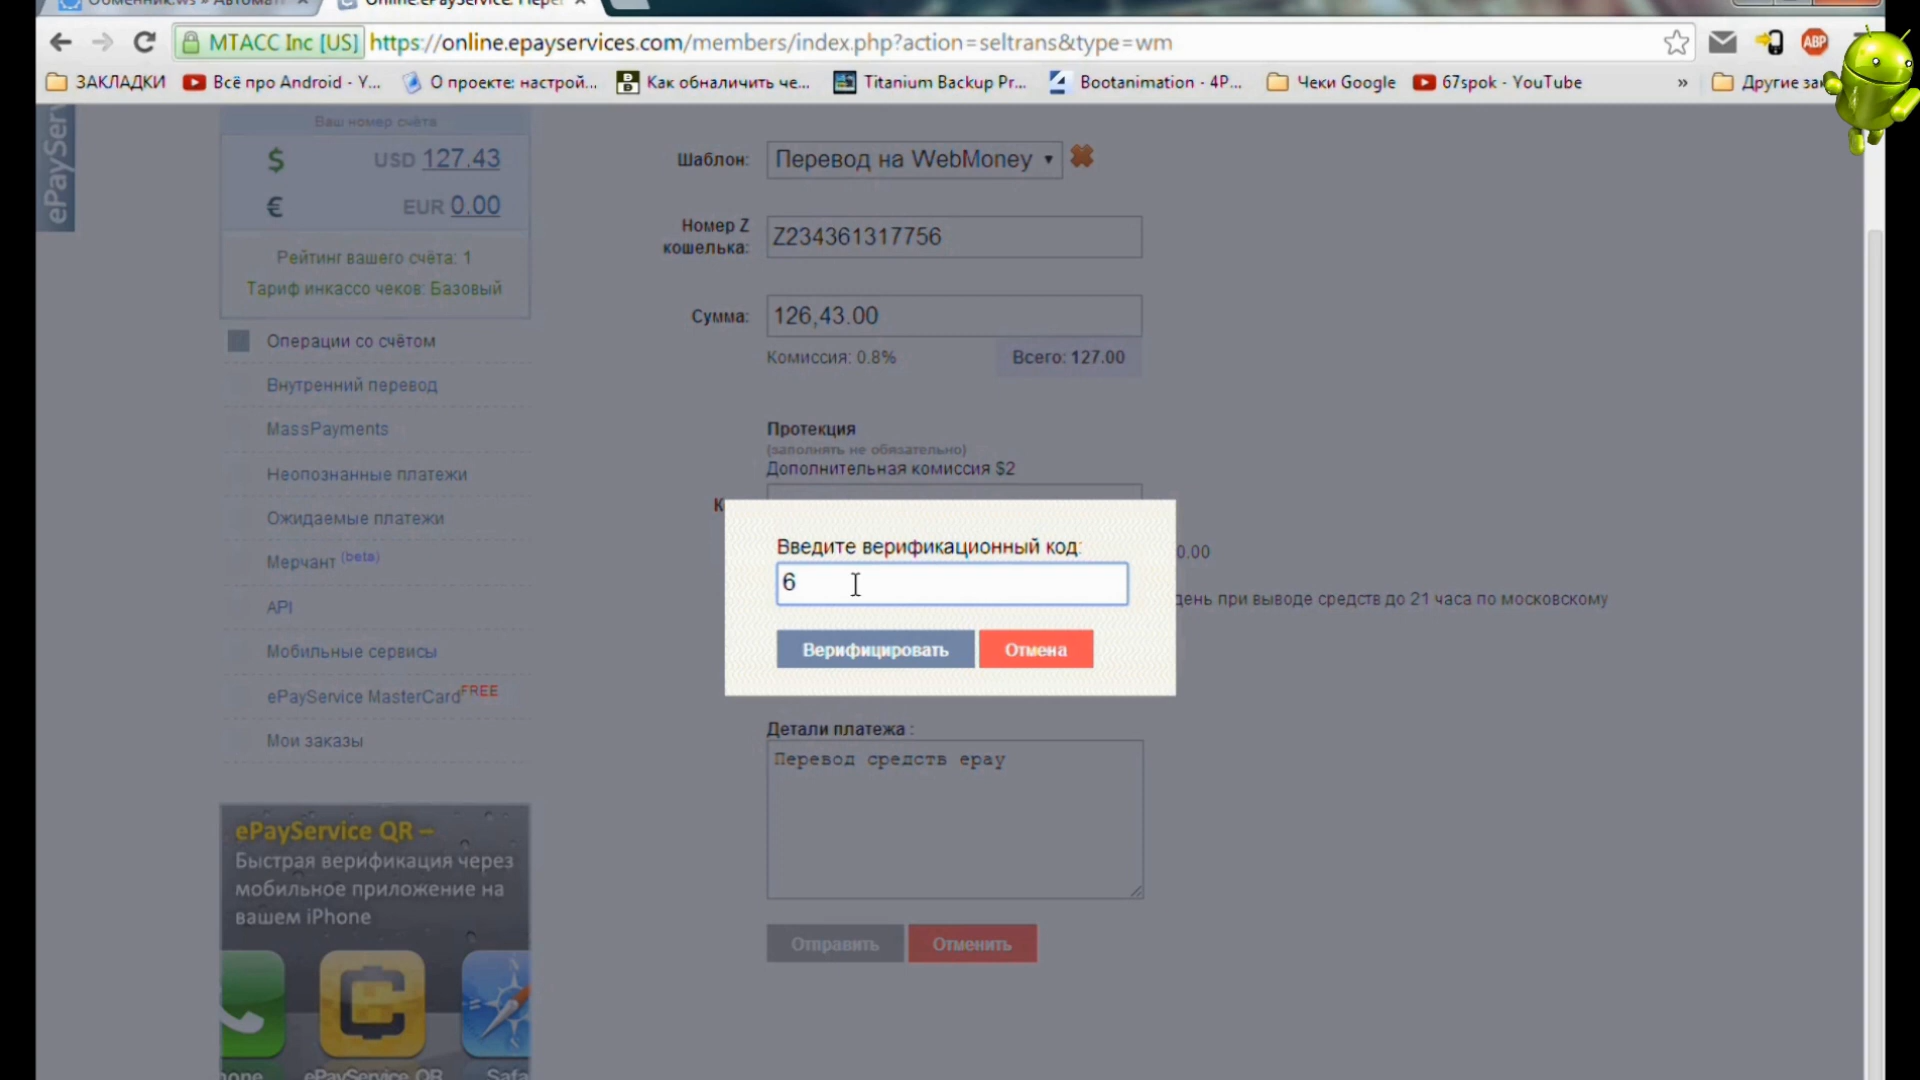 MTACC Inc [US] https://online.epayservices.com/members/index.php?action=seltrans&type=wm
ABP
ЗАКЛАДКИ Всё про Android - Y... О проекте: настрой... Как обналичить че... Titanium Backup Pr... Bootanimation - 4P... Чеки Google 67spok - YouTube » Другие
ePayServ
Ваш номер счёта
$ USD 127.43
€ EUR 0.00
Рейтинг вашего счёта: 1
Тариф инкассо чеков: Базовый
Операции со счётом
Внутренний перевод
MassPayments
Неопознанные платежи
Ожидаемые платежи
Мерчант (beta)
API
Мобильные сервисы
ePayService MasterCard FREE
Мои заказы
ePayService QR –
Быстрая верификация через
мобильное приложение на
вашем iPhone
hone ePayService QR Safa
Шаблон: Перевод на WebMoney
Номер Z
кошелька: Z234361317756
Сумма: 126,43.00
Комиссия: 0.8% Всего: 127.00
Протекция
(заполнять не обязательно)
Дополнительная комиссия $2
К
0.00
день при выводе средств до 21 часа по московскому
Введите верификационный код:
6
Верифицировать Отмена
Детали платежа :
Перевод средств epay
Отправить Отменить